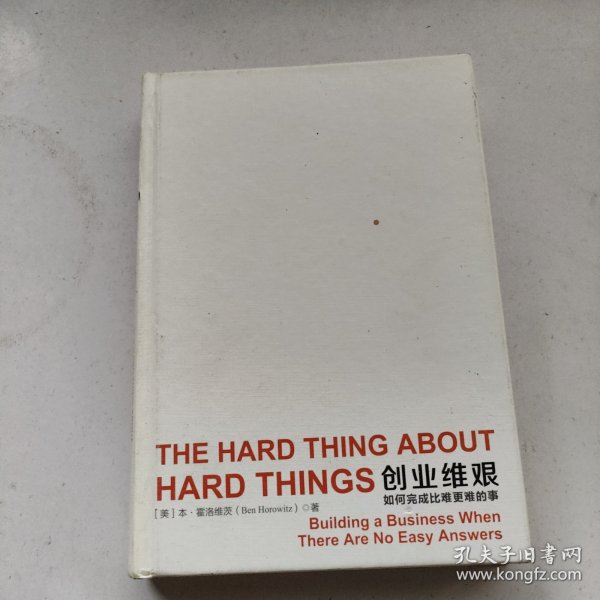 THE HARD THING ABOUT
HARD THINGS 创业维艰
如何完成比难更难的事
[美]本·霍洛维茨(Ben Horowitz)◎著
Building a Business When
There Are No Easy Answers
孔夫子旧书网
www.kongfz.com